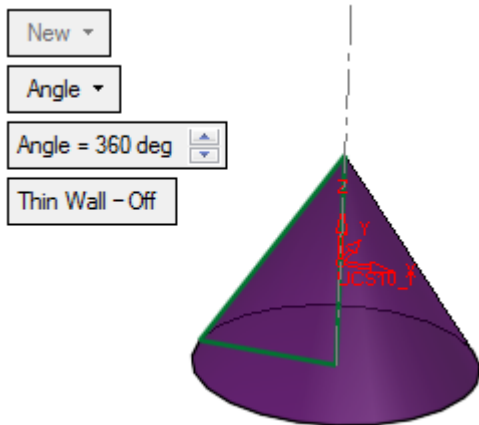 New
Angle
Angle = 360 deg
Thin Wall – Off
Z
Y
X